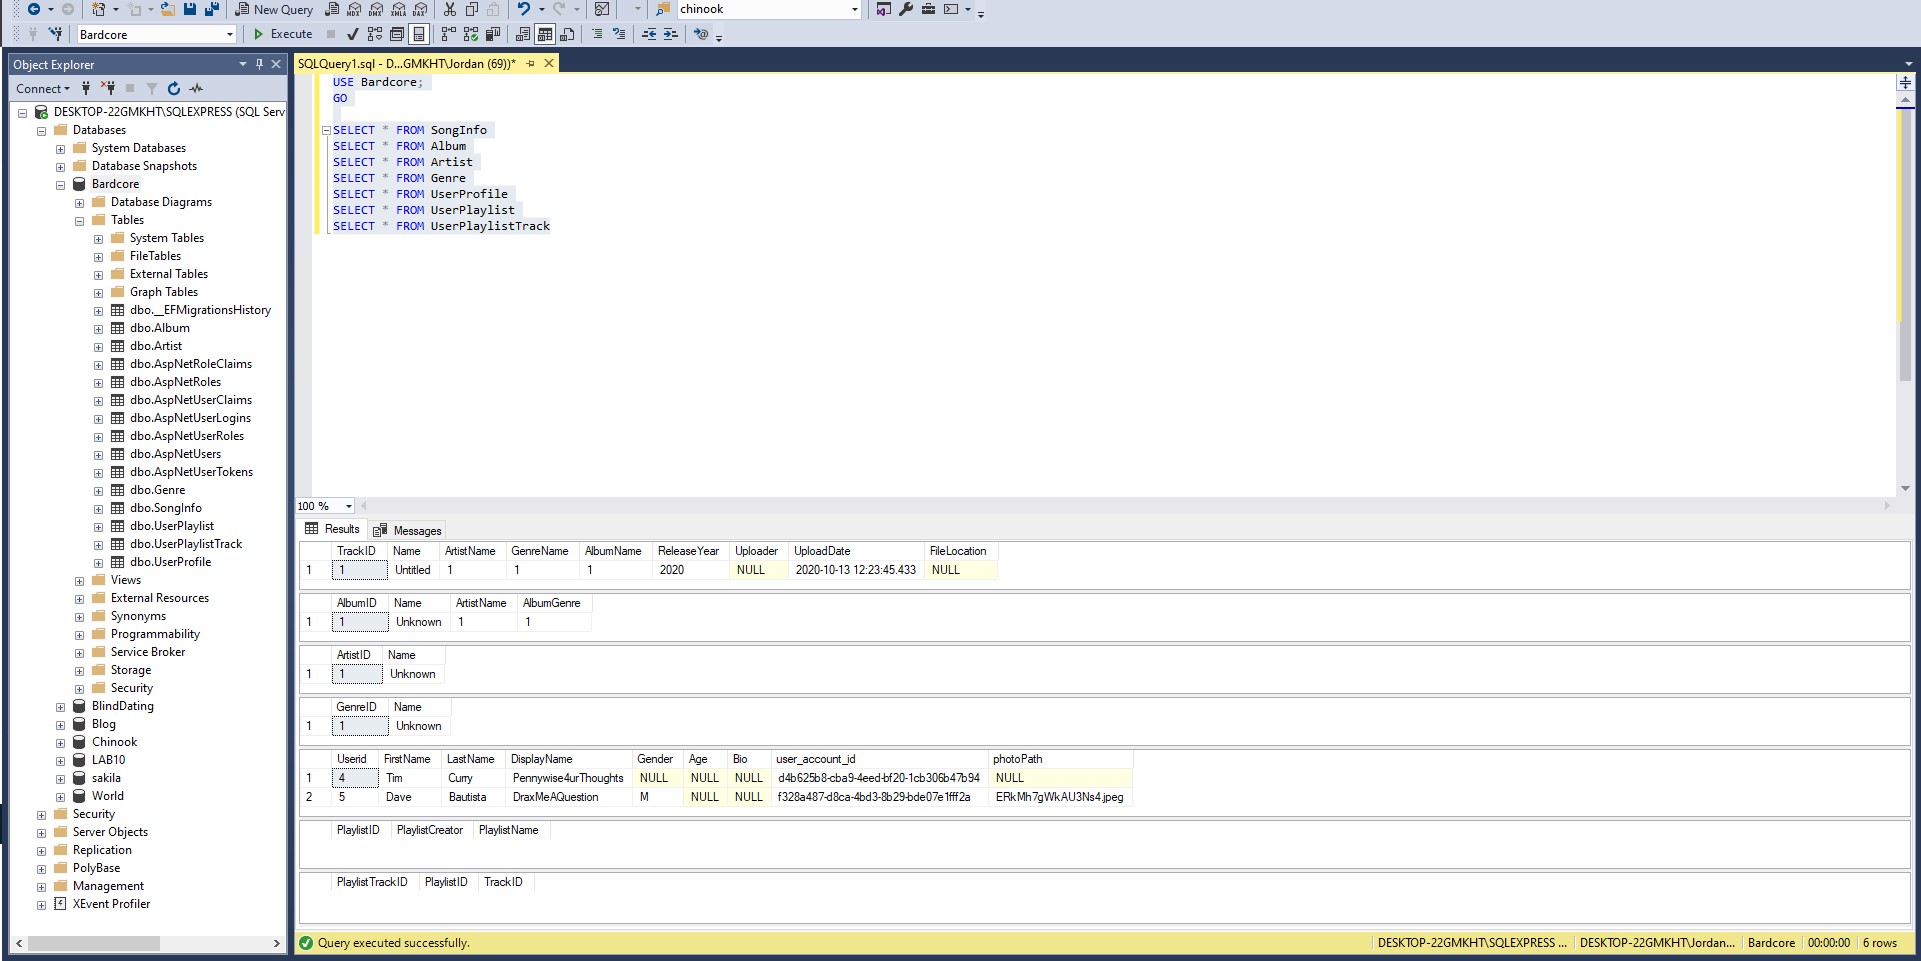 New Query MDX DMX XMLA DAX chinook
Bardcore Execute
Object Explorer
Connect
DESKTOP-22GMKHT\SQLEXPRESS (SQL Serv
Databases
System Databases
Database Snapshots
Bardcore
Database Diagrams
Tables
System Tables
FileTables
External Tables
Graph Tables
dbo.__EFMigrationsHistory
dbo.Album
dbo.Artist
dbo.AspNetRoleClaims
dbo.AspNetRoles
dbo.AspNetUserClaims
dbo.AspNetUserLogins
dbo.AspNetUserRoles
dbo.AspNetUsers
dbo.AspNetUserTokens
dbo.Genre
dbo.SongInfo
dbo.UserPlaylist
dbo.UserPlaylistTrack
dbo.UserProfile
Views
External Resources
Synonyms
Programmability
Service Broker
Storage
Security
BlindDating
Blog
Chinook
LAB10
sakila
World
Security
Server Objects
Replication
PolyBase
Management
XEvent Profiler
SQLQuery1.sql - D...GMKHT\Jordan (69))*
USE Bardcore;
GO
SELECT * FROM SongInfo
SELECT * FROM Album
SELECT * FROM Artist
SELECT * FROM Genre
SELECT * FROM UserProfile
SELECT * FROM UserPlaylist
SELECT * FROM UserPlaylistTrack
100 %
Results Messages
TrackID Name ArtistName GenreName AlbumName ReleaseYear Uploader UploadDate FileLocation
1 1 Untitled 1 1 1 2020 NULL 2020-10-13 12:23:45.433 NULL
AlbumID Name ArtistName AlbumGenre
1 1 Unknown 1 1
ArtistID Name
1 1 Unknown
GenreID Name
1 1 Unknown
Userid FirstName LastName DisplayName Gender Age Bio user_account_id photoPath
1 4 Tim Curry Pennywise4urThoughts NULL NULL NULL d4b625b8-cba9-4eed-bf20-1cb306b47b94 NULL
2 5 Dave Bautista DraxMeAQuestion M NULL NULL f328a487-d8ca-4bd3-8b29-bde07e1fff2a ERkMh7gWkAU3Ns4.jpeg
PlaylistID PlaylistCreator PlaylistName
PlaylistTrackID PlaylistID TrackID
Query executed successfully. DESKTOP-22GMKHT\SQLEXPRESS ... DESKTOP-22GMKHT\Jordan... Bardcore 00:00:00 6 rows